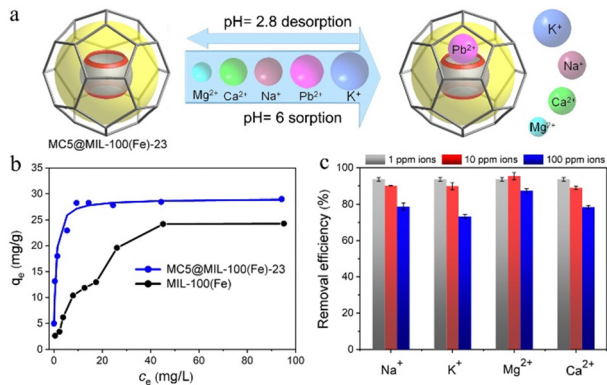 a
pH= 2.8 desorption
Mg²⁺ Ca²⁺ Na⁺ Pb²⁺ K⁺
pH= 6 sorption
MC5@MIL-100(Fe)-23
Pb²⁺
K⁺
Na⁺
Ca²⁺
Mg²⁺
b
35
30
25
20
15
10
5
0
qₑ (mg/g)
MC5@MIL-100(Fe)-23
MIL-100(Fe)
0 20 40 60 80 100
cₑ mg/L)
c
1 ppm ions 10 ppm ions 100 ppm ions
100
80
60
40
20
0
Removal efficiency (%)
Na⁺ K⁺ Mg²⁺ Ca²⁺